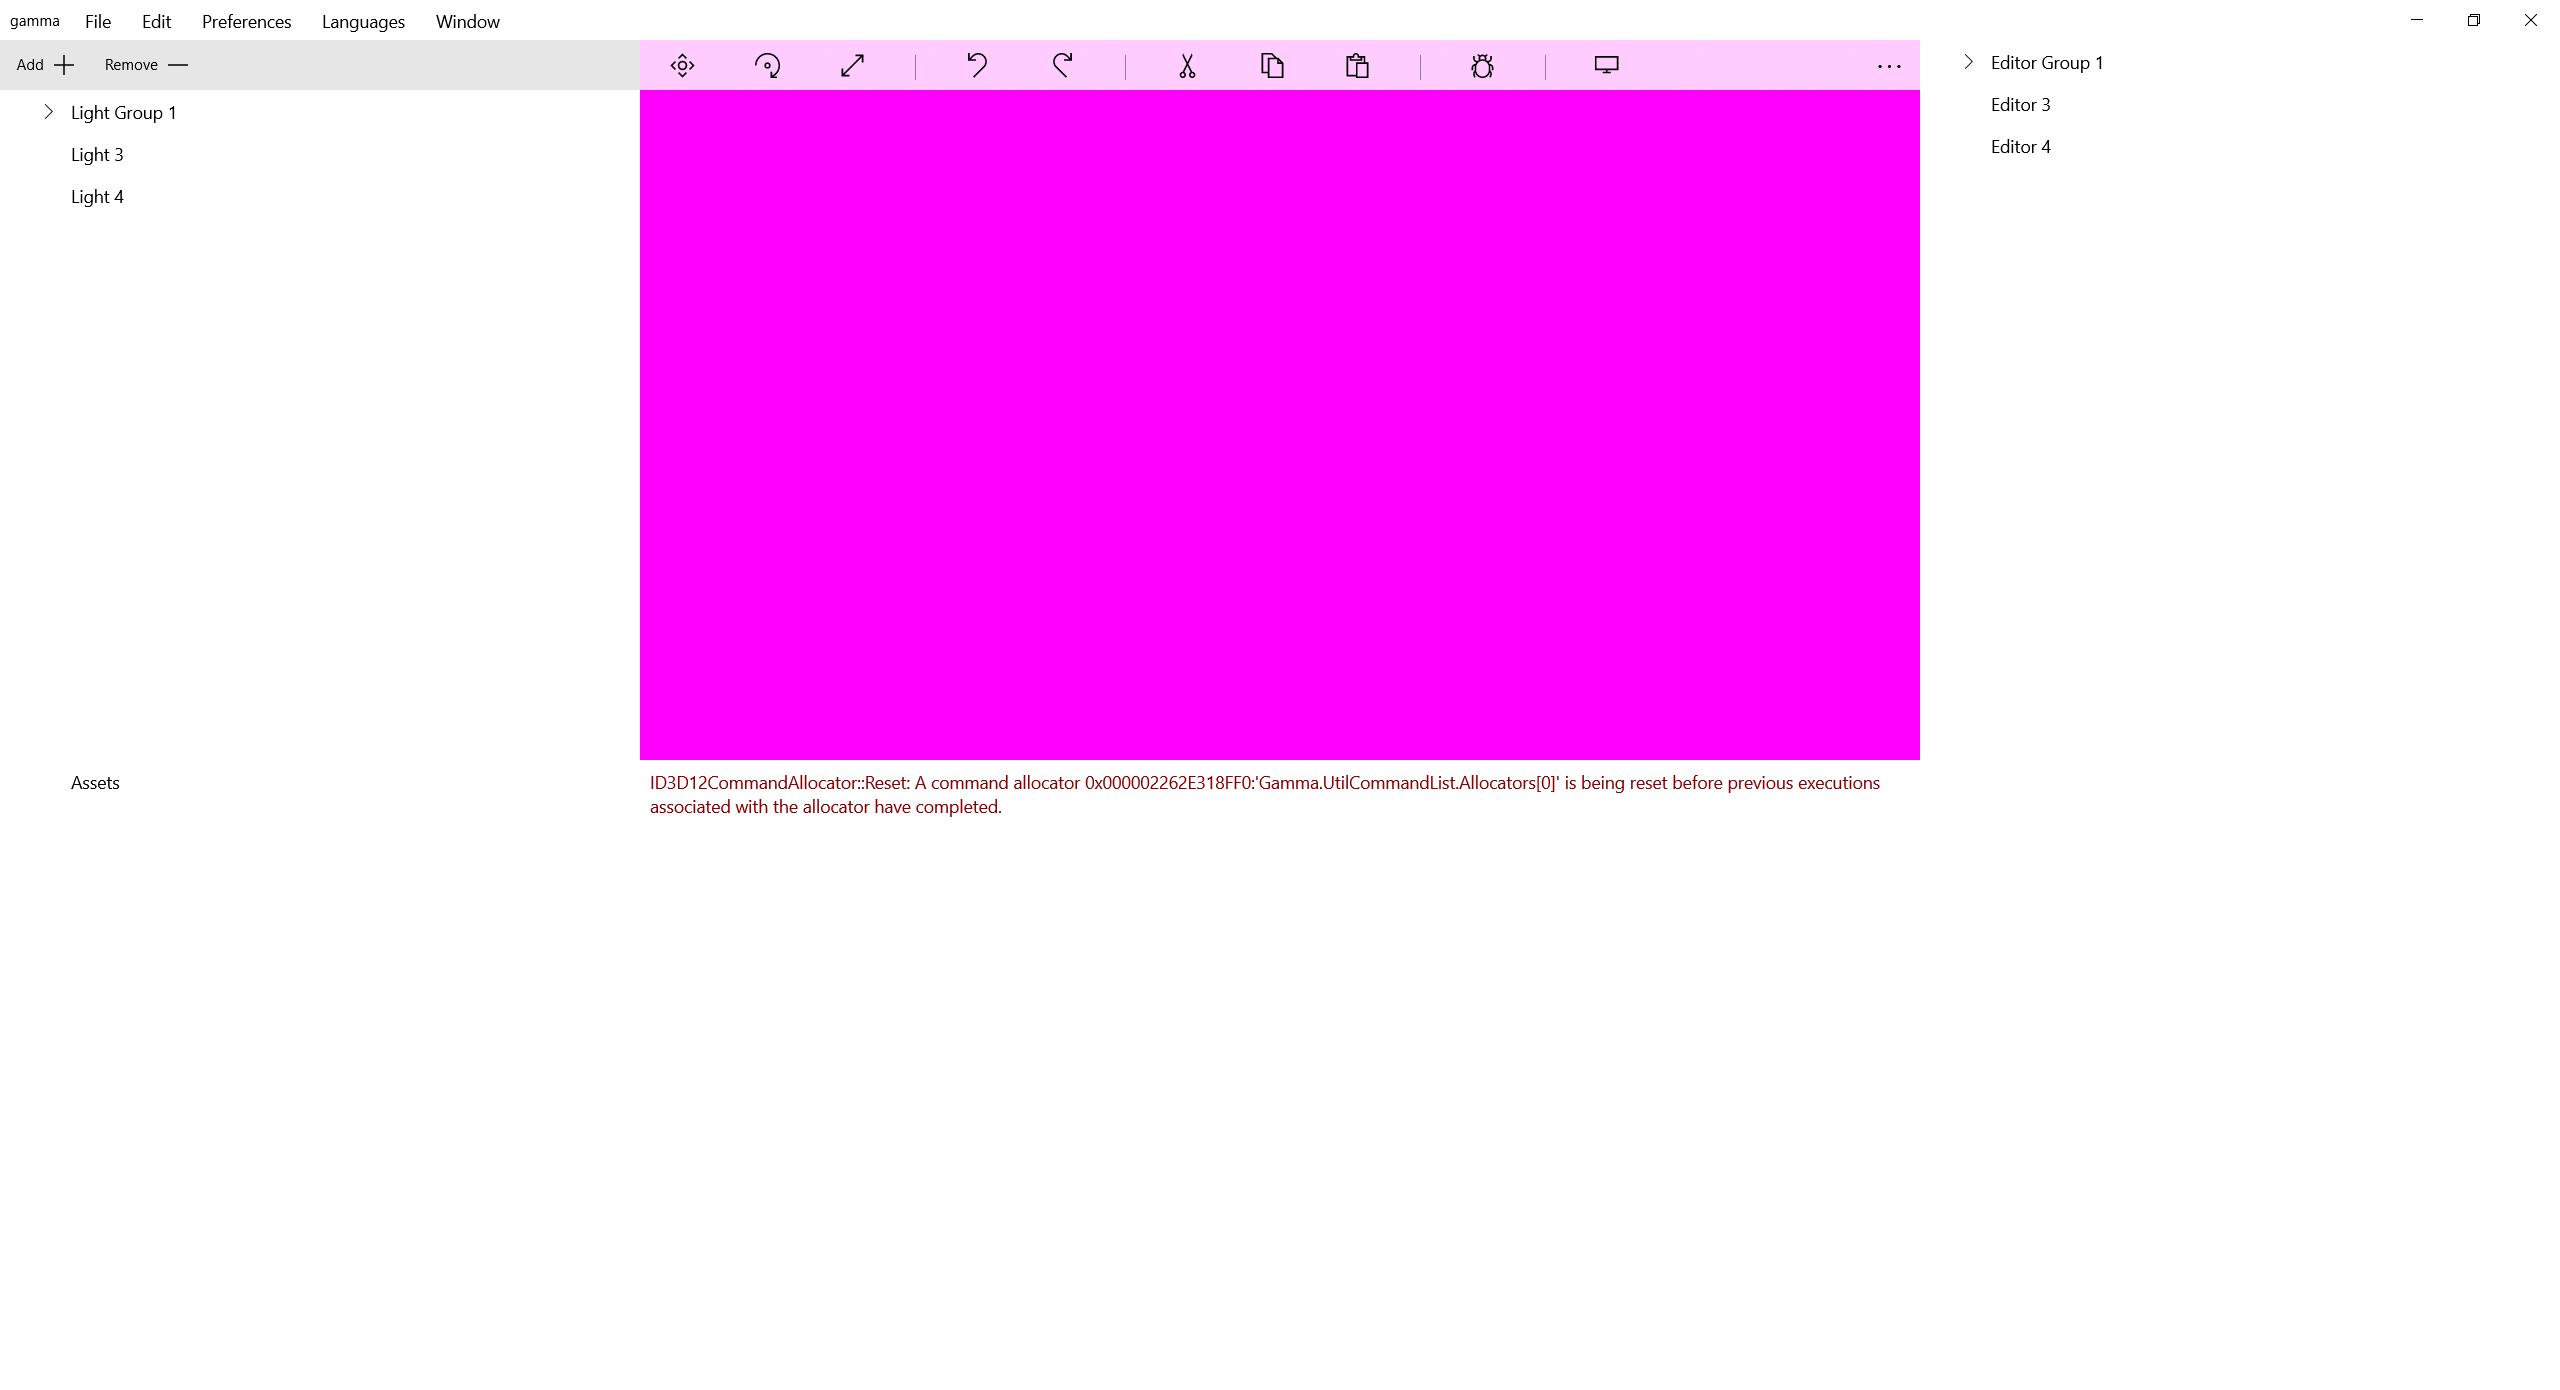 gamma File Edit Preferences Languages Window
Add Remove
Light Group 1
Light 3
Light 4
Editor Group 1
Editor 3
Editor 4
Assets
ID3D12CommandAllocator::Reset: A command allocator 0x000002262E318FF0:'Gamma.UtilCommandList.Allocators[0]' is being reset before previous executions
associated with the allocator have completed.